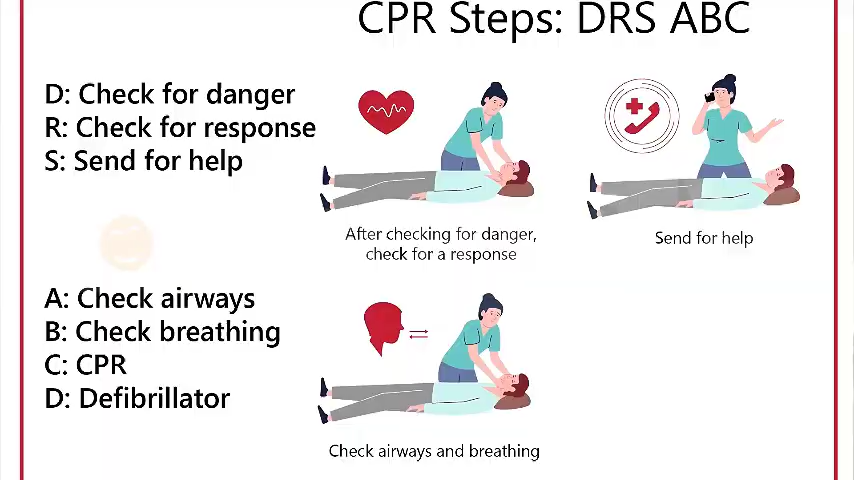 CPR Steps: DRS ABC
D: Check for danger
R: Check for response
S: Send for help
After checking for danger,
check for a response
Send for help
A: Check airways
B: Check breathing
C: CPR
D: Defibrillator
Check airways and breathing